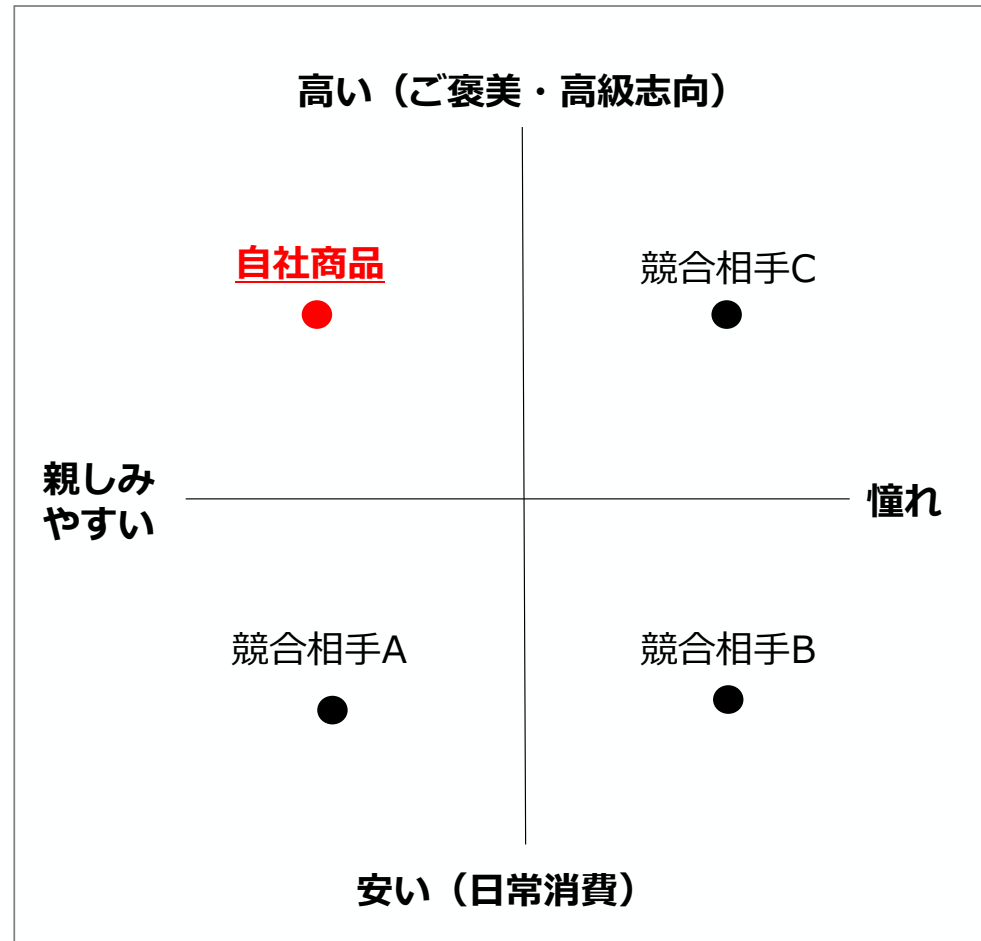 高い（ご褒美・高級志向）
自社商品
競合相手C
親しみ
やすい
憧れ
競合相手A
競合相手B
安い（日常消費）